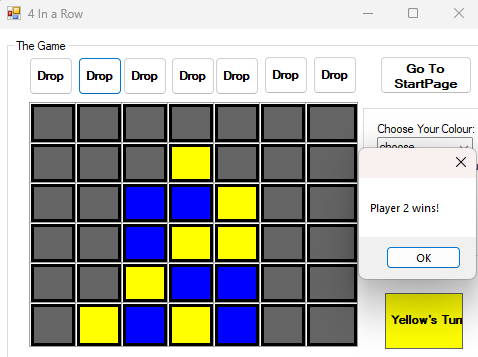 4 In a Row
The Game
Drop Drop Drop Drop Drop Drop Drop
Go To
StartPage
Choose Your Colour:
choose
Player 2 wins!
OK
Yellow's Turn